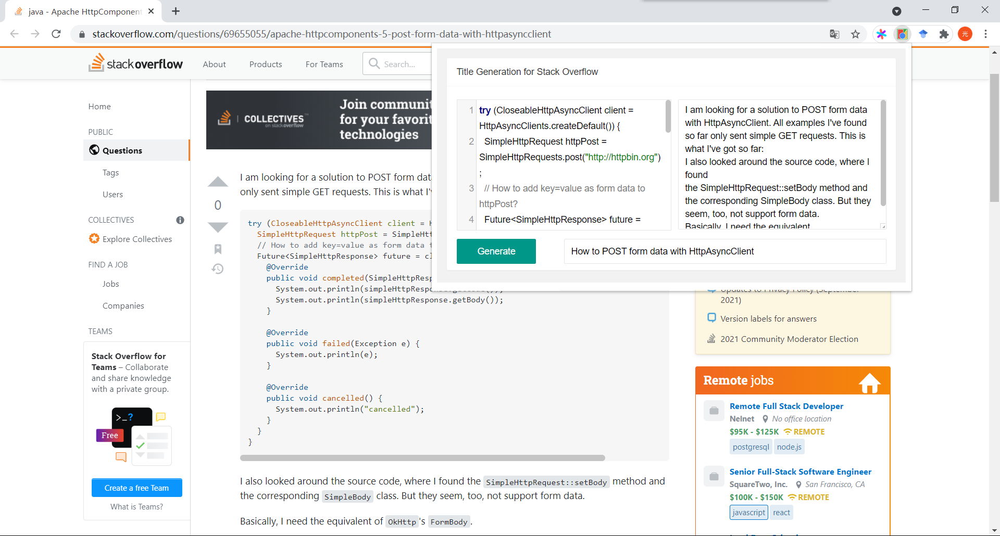 java - Apache HttpComponent
stackoverflow.com/questions/69655055/apache-httpcomponents-5-post-form-data-with-httpasyncclient
光
stackoverflow
About
Products
For Teams
Search...
Home
PUBLIC
Questions
Tags
Users
COLLECTIVES
Explore Collectives
FIND A JOB
Jobs
Companies
TEAMS
Stack Overflow for
Teams – Collaborate
and share knowledge
with a private group.
>_?
Free
Create a free Team
What is Teams?
COLLECTIVES™
on stackoverflow
Join communi
for your favorit
technologies
0
I am looking for a solution to POST form dat
only sent simple GET requests. This is what I'v
try (CloseableHttpAsyncClient client = H
SimpleHttpRequest httpPost = SimpleHtt
// How to add key=value as form data t
Future<SimpleHttpResponse> future = cl
@Override
public void completed(SimpleHttpResp
System.out.println(simpleHttpRespo
System.out.println(simpleHttpResponse.getBody());
}
@Override
public void failed(Exception e) {
System.out.println(e);
}
@Override
public void cancelled() {
System.out.println("cancelled");
}
}
}
I also looked around the source code, where I found the SimpleHttpRequest::setBody method and
the corresponding SimpleBody class. But they seem, too, not support form data.
Basically, I need the equivalent of OkHttp's FormBody.
Title Generation for Stack Overflow
1 try (CloseableHttpAsyncClient client =
HttpAsyncClients.createDefault()) {
2 SimpleHttpRequest httpPost =
SimpleHttpRequests.post("http://httpbin.org")
;
3 // How to add key=value as form data to
httpPost?
4 Future<SimpleHttpResponse> future =
I am looking for a solution to POST form data
with HttpAsyncClient. All examples I've found
so far only sent simple GET requests. This is
what I've got so far:
I also looked around the source code, where I
found
the SimpleHttpRequest::setBody method and
the corresponding SimpleBody class. But they
seem, too, not support form data.
Basically, I need the equivalent
Generate
How to POST form data with HttpAsyncClient
Updates to Privacy Policy (September
2021)
Version labels for answers
2021 Community Moderator Election
Remote jobs
Remote Full Stack Developer
Nelnet No office location
$95K - $125K REMOTE
postgresql node.js
Senior Full-Stack Software Engineer
SquareTwo, Inc. San Francisco, CA
$100K - $150K REMOTE
javascript react